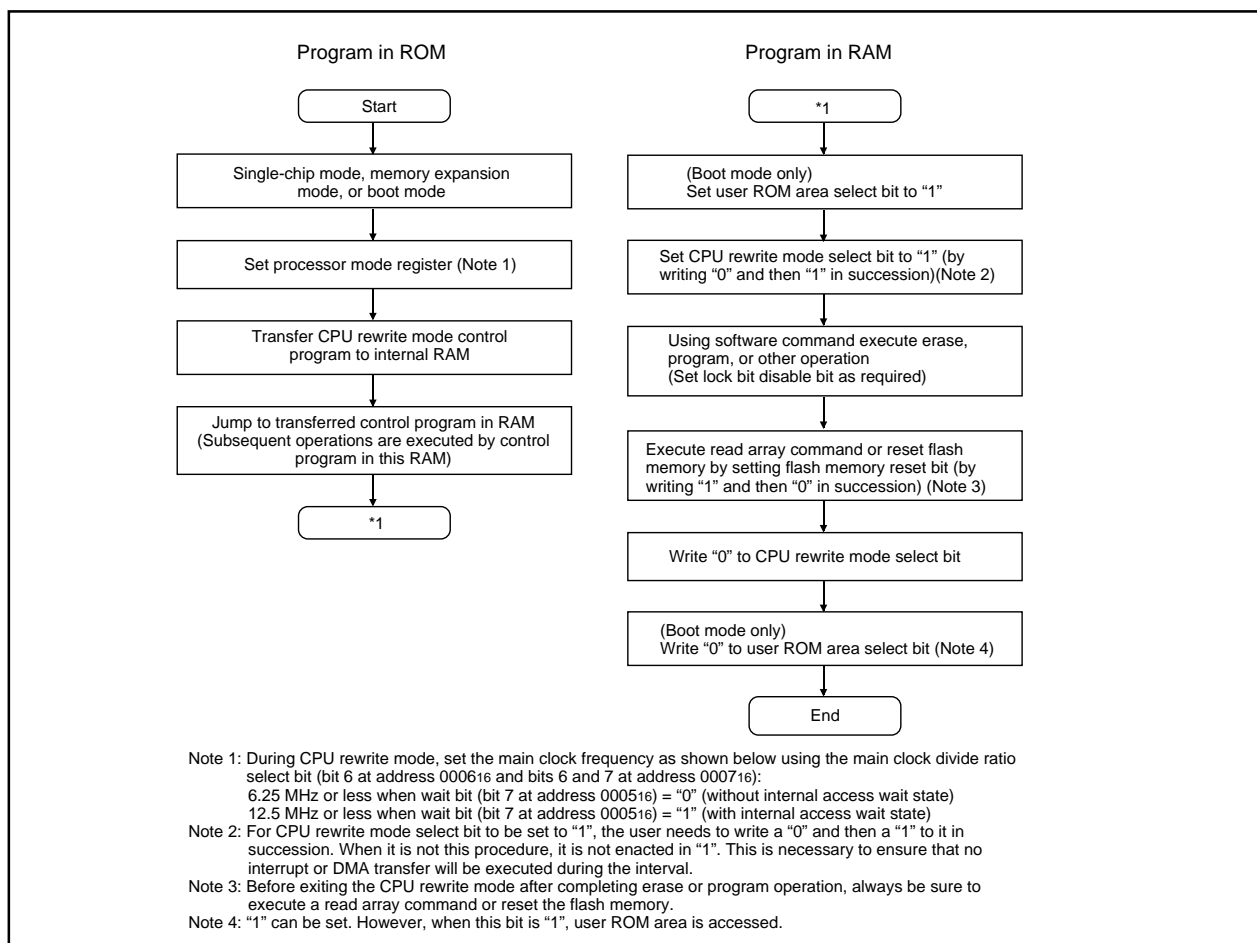 Program in ROM
Start
Single-chip mode, memory expansion
mode, or boot mode
Set processor mode register (Note 1)
Transfer CPU rewrite mode control
program to internal RAM
Jump to transferred control program in RAM
(Subsequent operations are executed by control
program in this RAM)
*1
Program in RAM
*1
(Boot mode only)
Set user ROM area select bit to “1”
Set CPU rewrite mode select bit to “1” (by
writing “0” and then “1” in succession)(Note 2)
Using software command execute erase,
program, or other operation
(Set lock bit disable bit as required)
Execute read array command or reset flash
memory by setting flash memory reset bit (by
writing “1” and then “0” in succession) (Note 3)
Write “0” to CPU rewrite mode select bit
(Boot mode only)
Write “0” to user ROM area select bit (Note 4)
End
Note 1: During CPU rewrite mode, set the main clock frequency as shown below using the main clock divide ratio
select bit (bit 6 at address 000616 and bits 6 and 7 at address 000716):
6.25 MHz or less when wait bit (bit 7 at address 000516) = “0” (without internal access wait state)
12.5 MHz or less when wait bit (bit 7 at address 000516) = “1” (with internal access wait state)
Note 2: For CPU rewrite mode select bit to be set to “1”, the user needs to write a “0” and then a “1” to it in
succession. When it is not this procedure, it is not enacted in “1”. This is necessary to ensure that no
interrupt or DMA transfer will be executed during the interval.
Note 3: Before exiting the CPU rewrite mode after completing erase or program operation, always be sure to
execute a read array command or reset the flash memory.
Note 4: “1” can be set. However, when this bit is “1”, user ROM area is accessed.